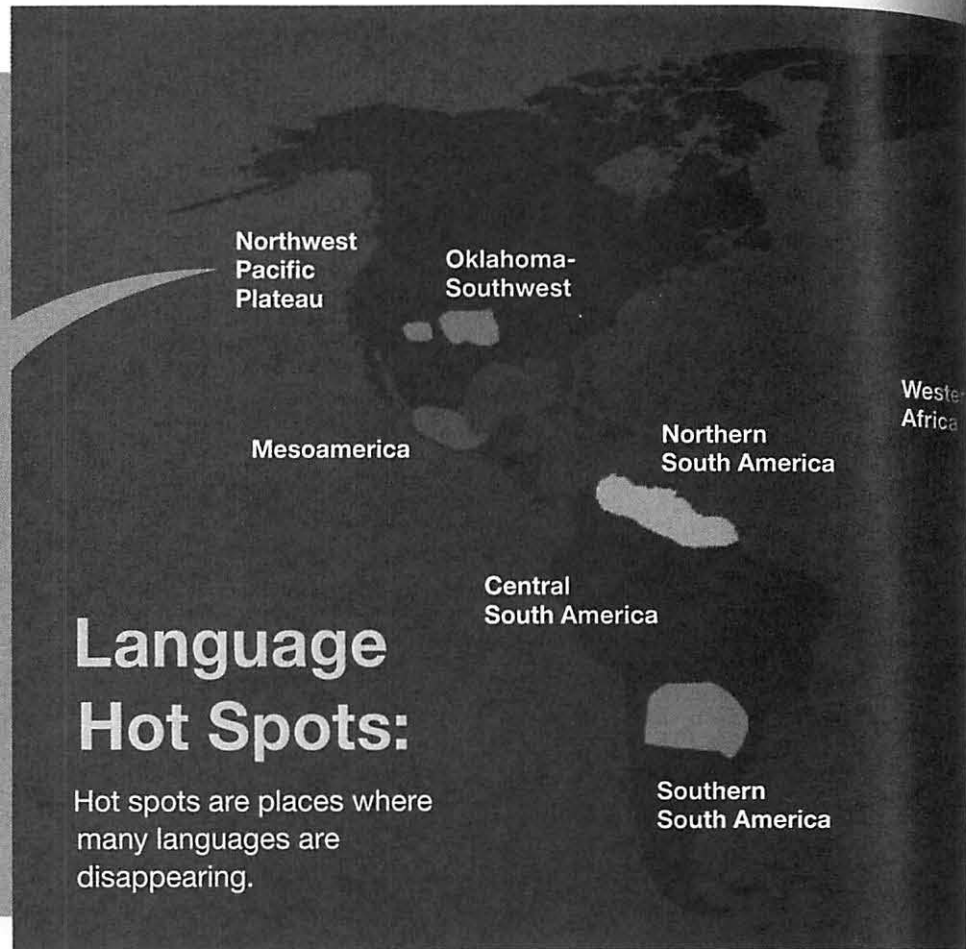 Northwest
Pacific
Plateau
Oklahoma-
Southwest
Mesoamerica
Northern
South America
Africa
Central
South America
Language
Hot Spots:
Hot spots are places where
many languages are
disappearing.
Southern
South America